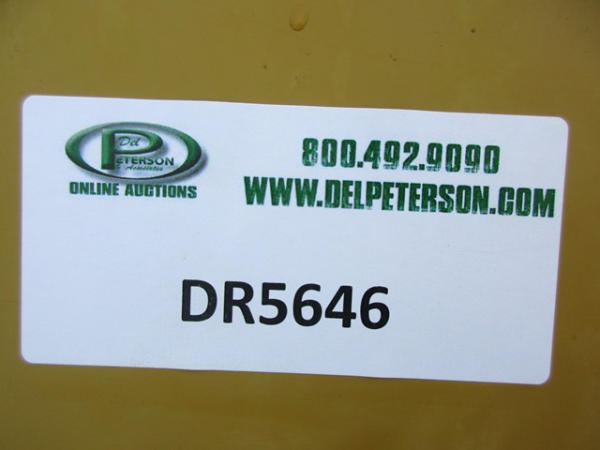 Del
PETERSON
& Associates
ONLINE AUCTIONS
800.492.9090
WWW.DELPETERSON.COM
DR5646